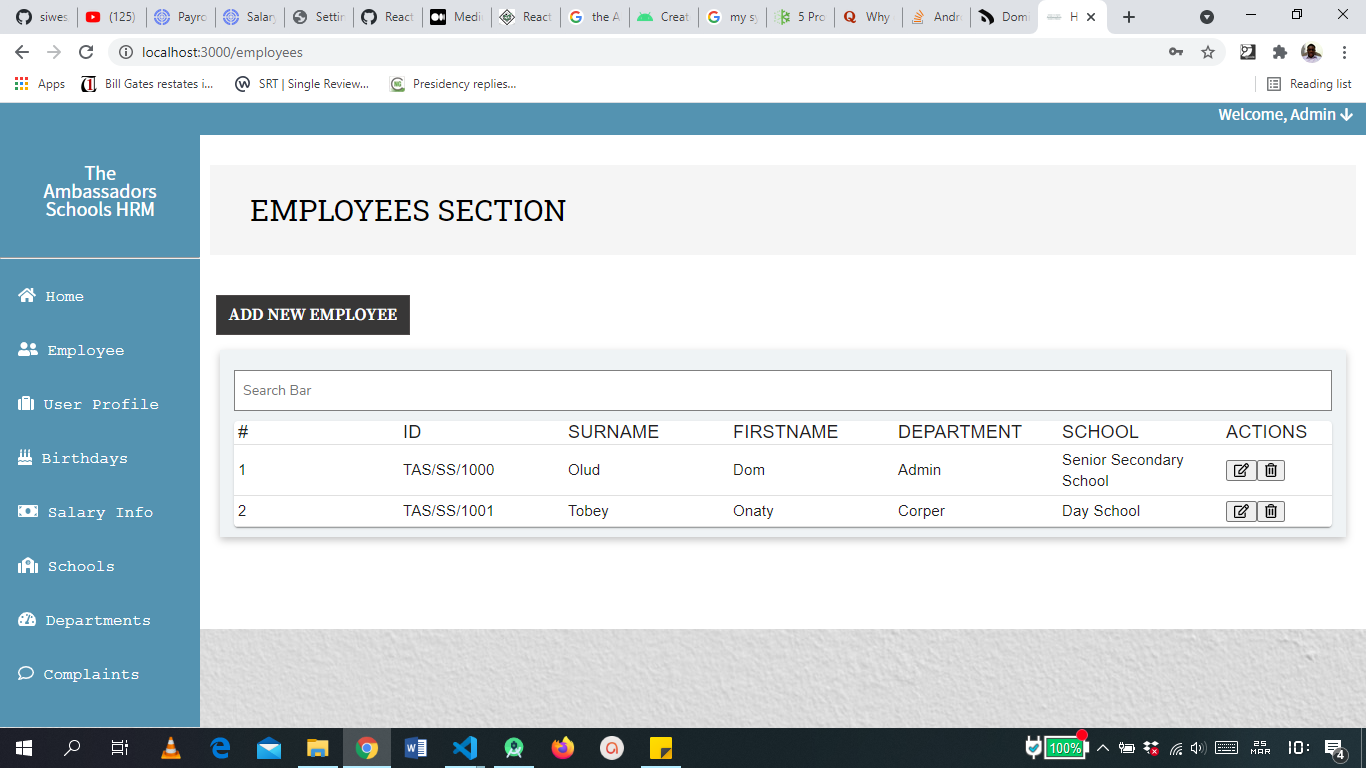 siwes
(125)
Payro
Salary
Settin
React
Medi
React
the A
Creat
my sy
5 Pro
Why
Andr
Dom
H
localhost:3000/employees
Apps
Bill Gates restates i...
SRT | Single Review...
Presidency replies...
Reading list
Welcome, Admin
The
Ambassadors
Schools HRM
Home
Employee
User Profile
Birthdays
Salary Info
Schools
Departments
Complaints
EMPLOYEES SECTION
ADD NEW EMPLOYEE
Search Bar
# ID SURNAME FIRSTNAME DEPARTMENT SCHOOL ACTIONS
1 TAS/SS/1000 Olud Dom Admin Senior Secondary
School
2 TAS/SS/1001 Tobey Onaty Corper Day School
100%
25
MAR
10:
4